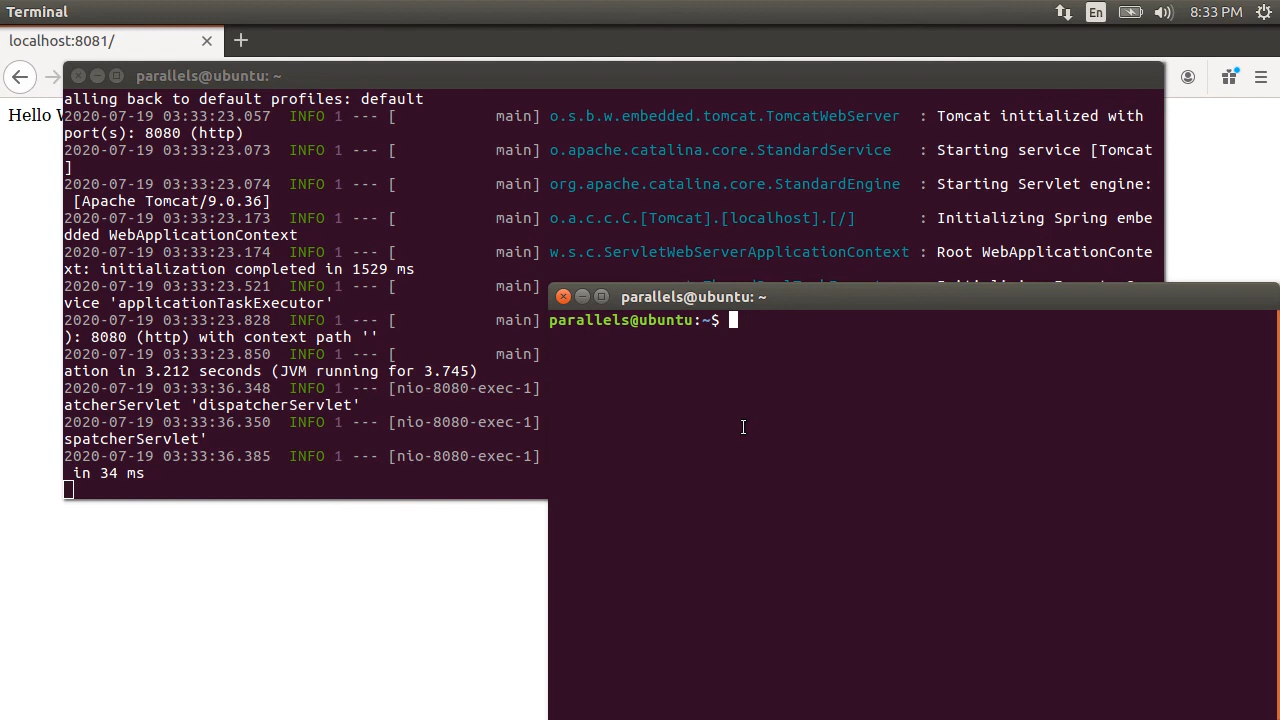 Terminal
En
8:33 PM
localhost:8081/
parallels@ubuntu: ~
Hello
alling back to default profiles: default
2020-07-19 03:33:23.057  INFO 1 --- [           main] o.s.b.w.embedded.tomcat.TomcatWebServer  : Tomcat initialized with
port(s): 8080 (http)
2020-07-19 03:33:23.073  INFO 1 --- [           main] o.apache.catalina.core.StandardService   : Starting service [Tomcat
]
2020-07-19 03:33:23.074  INFO 1 --- [           main] org.apache.catalina.core.StandardEngine  : Starting Servlet engine:
[Apache Tomcat/9.0.36]
2020-07-19 03:33:23.173  INFO 1 --- [           main] o.a.c.c.C.[Tomcat].[localhost].[/]       : Initializing Spring embe
dded WebApplicationContext
2020-07-19 03:33:23.174  INFO 1 --- [           main] w.s.c.ServletWebServerApplicationContext : Root WebApplicationConte
xt: initialization completed in 1529 ms
2020-07-19 03:33:23.521  INFO 1 --- [           main]
vice 'applicationTaskExecutor'
2020-07-19 03:33:23.828  INFO 1 --- [           main]
): 8080 (http) with context path ''
2020-07-19 03:33:23.850  INFO 1 --- [           main]
ation in 3.212 seconds (JVM running for 3.745)
2020-07-19 03:33:36.348  INFO 1 --- [nio-8080-exec-1]
atcherServlet 'dispatcherServlet'
2020-07-19 03:33:36.350  INFO 1 --- [nio-8080-exec-1]
spatcherServlet'
2020-07-19 03:33:36.385  INFO 1 --- [nio-8080-exec-1]
in 34 ms
parallels@ubuntu: ~
parallels@ubuntu:~$